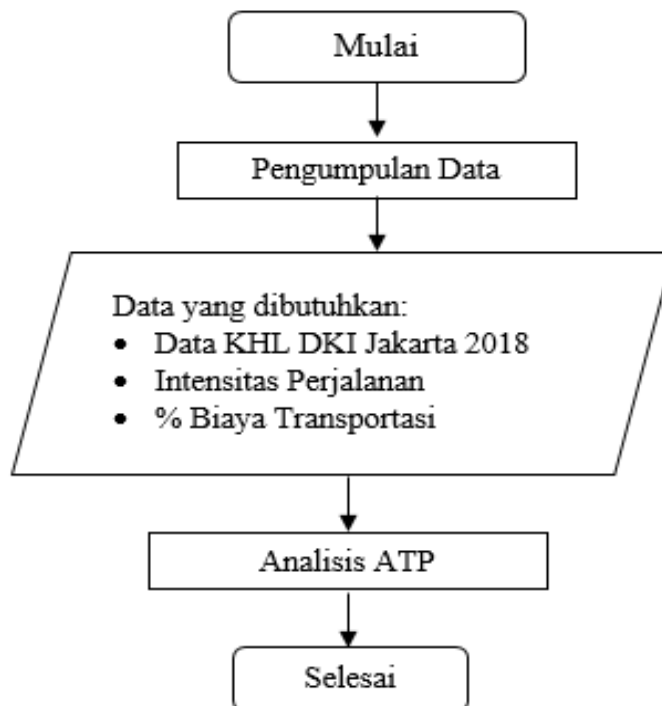 Mulai
Pengumpulan Data
Data yang dibutuhkan:
• Data KHL DKI Jakarta 2018
• Intensitas Perjalanan
• % Biaya Transportasi
Analisis ATP
Selesai